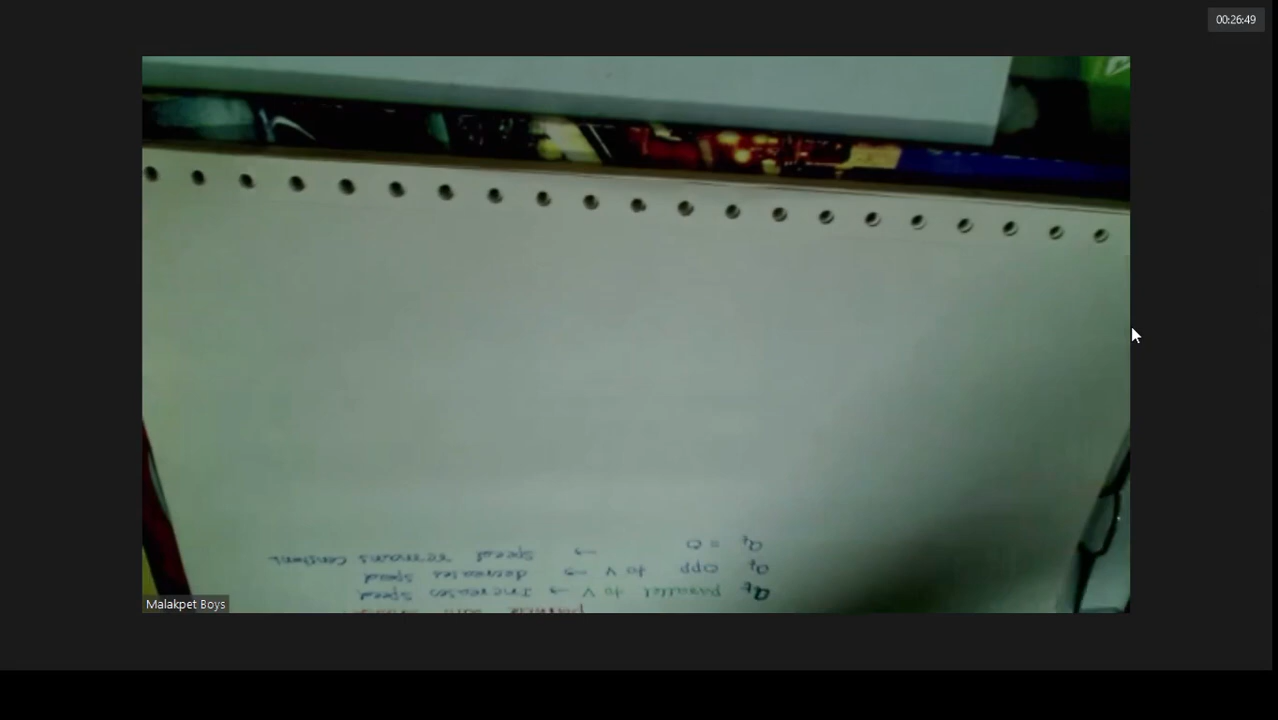 00:26:49
particle
aₜ parallel to V → Increases speed
aₜ opp to V → decreases speed
aₜ = 0 → speed remains constant
Malakpet Boys